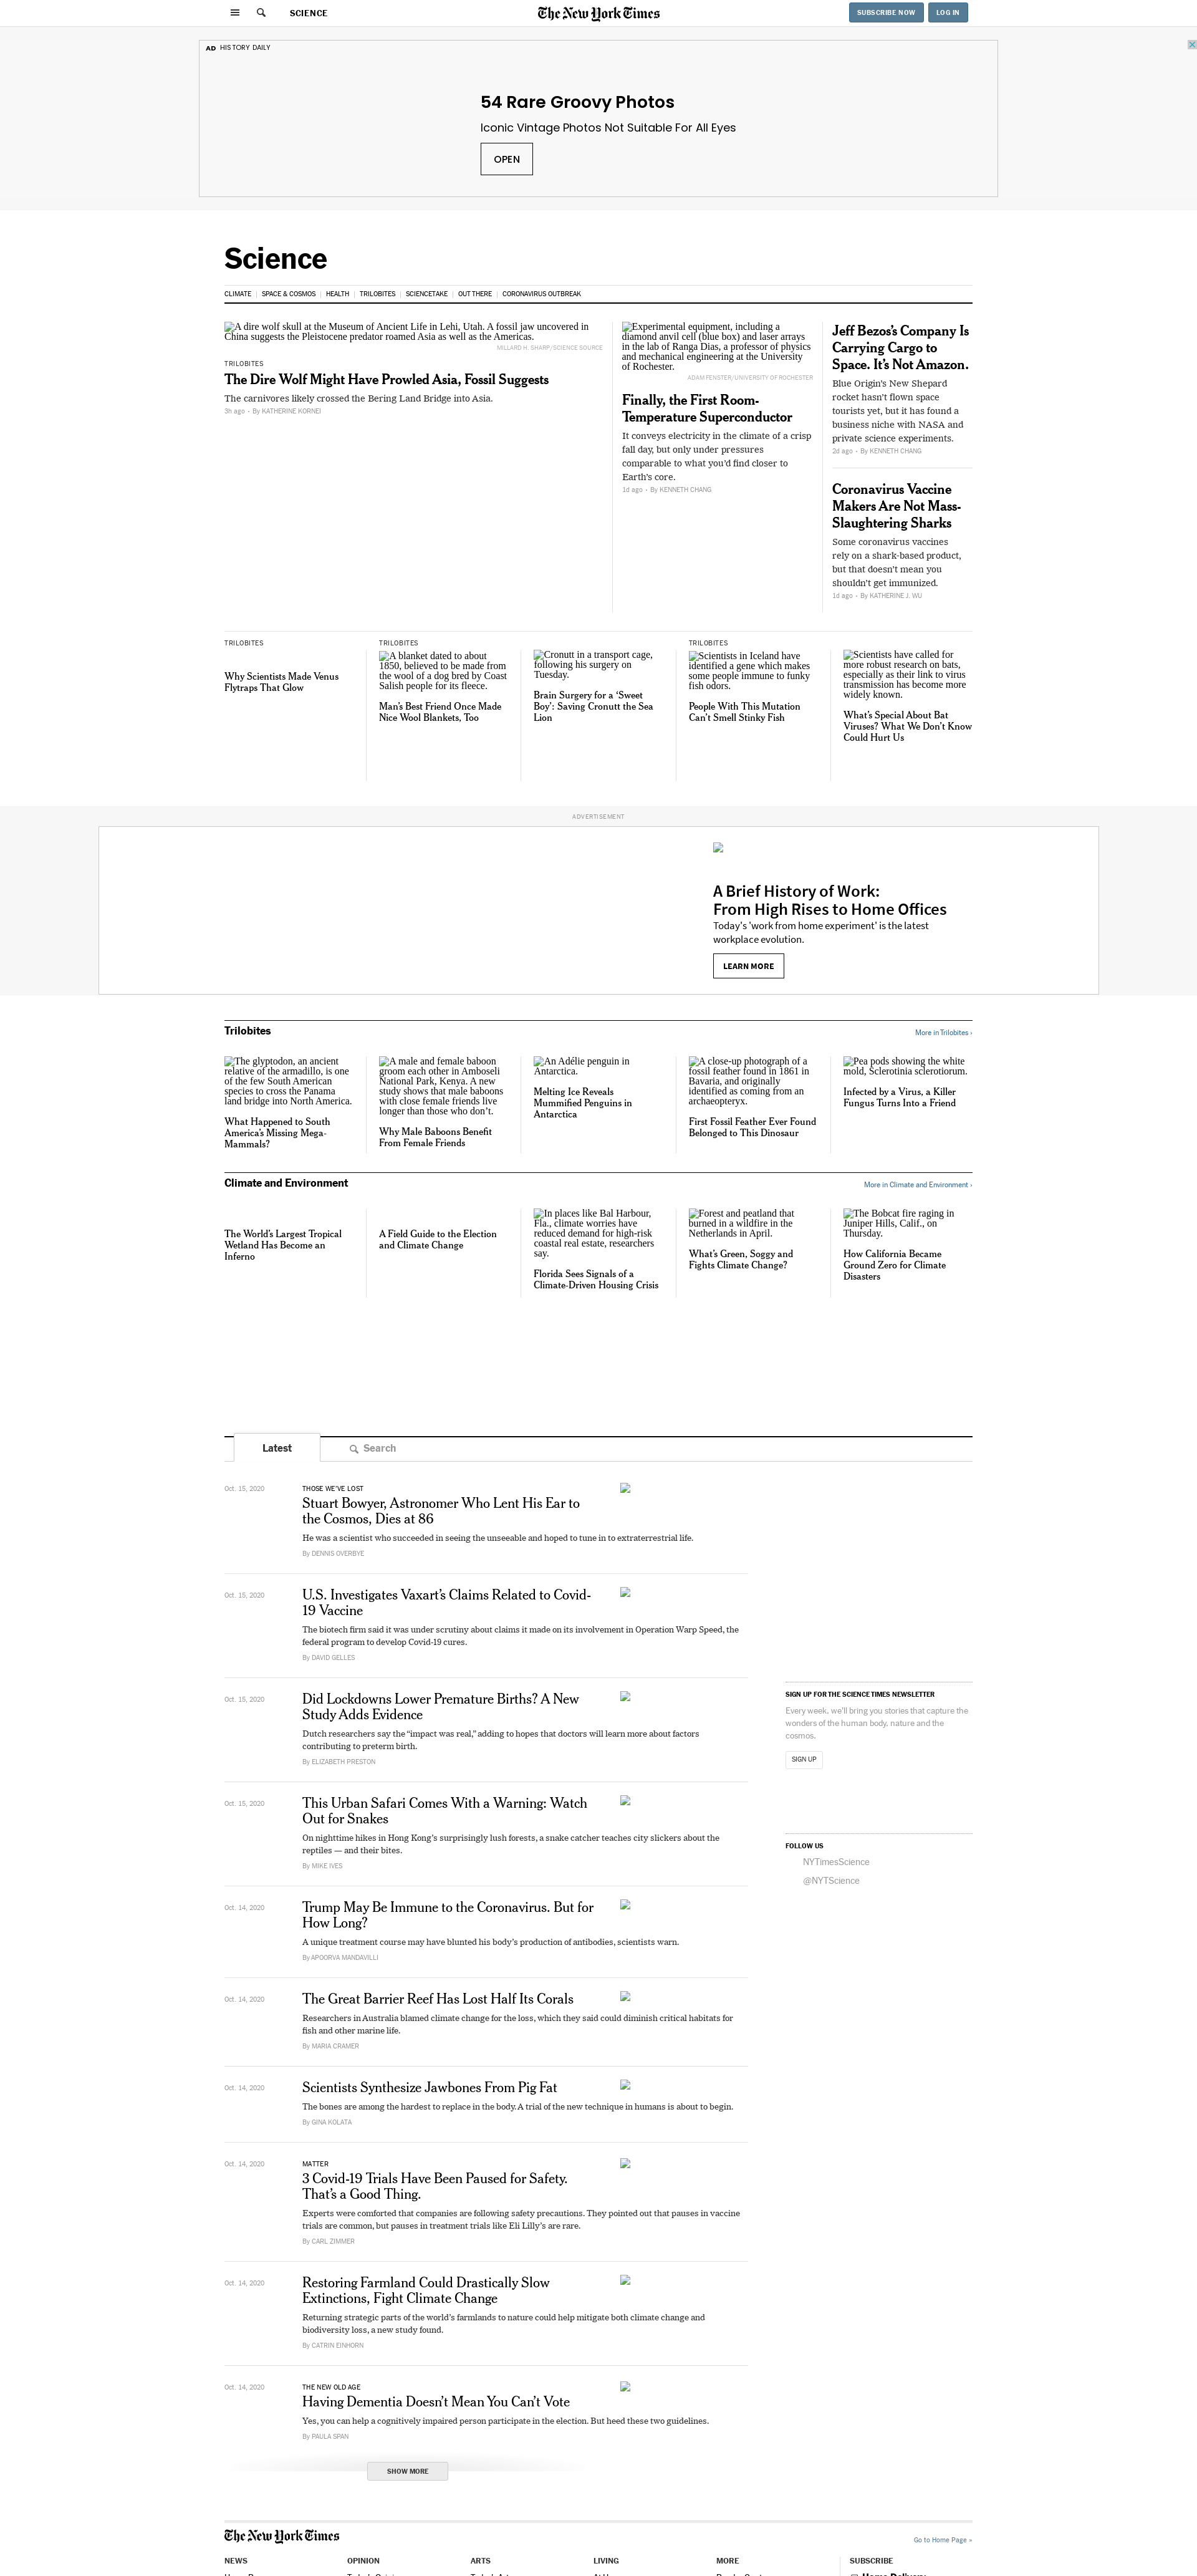 SCIENCE
The New York Times
SUBSCRIBE NOW
LOG IN
AD HISTORY DAILY
54 Rare Groovy Photos
Iconic Vintage Photos Not Suitable For All Eyes
OPEN
Science
CLIMATE | SPACE & COSMOS | HEALTH | TRILOBITES | SCIENCETAKE | OUT THERE | CORONAVIRUS OUTBREAK
A dire wolf skull at the Museum of Ancient Life in Lehi, Utah. A fossil jaw uncovered in
China suggests the Pleistocene predator roamed Asia as well as the Americas.
MILLARD H. SHARP/SCIENCE SOURCE
TRILOBITES
The Dire Wolf Might Have Prowled Asia, Fossil Suggests
The carnivores likely crossed the Bering Land Bridge into Asia.
3h ago · By KATHERINE KORNEI
Experimental equipment, including a
diamond anvil cell (blue box) and laser arrays
in the lab of Ranga Dias, a professor of physics
and mechanical engineering at the University
of Rochester.
ADAM FENSTER/UNIVERSITY OF ROCHESTER
Finally, the First Room-
Temperature Superconductor
It conveys electricity in the climate of a crisp
fall day, but only under pressures
comparable to what you'd find closer to
Earth's core.
1d ago · By KENNETH CHANG
Jeff Bezos's Company Is
Carrying Cargo to
Space. It's Not Amazon.
Blue Origin's New Shepard
rocket hasn't flown space
tourists yet, but it has found a
business niche with NASA and
private science experiments.
2d ago · By KENNETH CHANG
Coronavirus Vaccine
Makers Are Not Mass-
Slaughtering Sharks
Some coronavirus vaccines
rely on a shark-based product,
but that doesn't mean you
shouldn't get immunized.
1d ago · By KATHERINE J. WU
TRILOBITES
Why Scientists Made Venus
Flytraps That Glow
TRILOBITES
A blanket dated to about
1850, believed to be made from
the wool of a dog bred by Coast
Salish people for its fleece.
Man's Best Friend Once Made
Nice Wool Blankets, Too
Cronutt in a transport cage,
following his surgery on
Tuesday.
Brain Surgery for a ‘Sweet
Boy’: Saving Cronutt the Sea
Lion
TRILOBITES
Scientists in Iceland have
identified a gene which makes
some people immune to funky
fish odors.
People With This Mutation
Can't Smell Stinky Fish
Scientists have called for
more robust research on bats,
especially as their link to virus
transmission has become more
widely known.
What's Special About Bat
Viruses? What We Don't Know
Could Hurt Us
ADVERTISEMENT
A Brief History of Work:
From High Rises to Home Offices
Today's 'work from home experiment' is the latest
workplace evolution.
LEARN MORE
Trilobites
More in Trilobites ›
The glyptodon, an ancient
relative of the armadillo, is one
of the few South American
species to cross the Panama
land bridge into North America.
What Happened to South
America's Missing Mega-
Mammals?
A male and female baboon
groom each other in Amboseli
National Park, Kenya. A new
study shows that male baboons
with close female friends live
longer than those who don't.
Why Male Baboons Benefit
From Female Friends
An Adélie penguin in
Antarctica.
Melting Ice Reveals
Mummified Penguins in
Antarctica
A close-up photograph of a
fossil feather found in 1861 in
Bavaria, and originally
identified as coming from an
archaeopteryx.
First Fossil Feather Ever Found
Belonged to This Dinosaur
Pea pods showing the white
mold, Sclerotinia sclerotiorum.
Infected by a Virus, a Killer
Fungus Turns Into a Friend
Climate and Environment
More in Climate and Environment ›
The World's Largest Tropical
Wetland Has Become an
Inferno
A Field Guide to the Election
and Climate Change
In places like Bal Harbour,
Fla., climate worries have
reduced demand for high-risk
coastal real estate, researchers
say.
Florida Sees Signals of a
Climate-Driven Housing Crisis
Forest and peatland that
burned in a wildfire in the
Netherlands in April.
What's Green, Soggy and
Fights Climate Change?
The Bobcat fire raging in
Juniper Hills, Calif., on
Thursday.
How California Became
Ground Zero for Climate
Disasters
Latest
Search
Oct. 15, 2020
THOSE WE'VE LOST
Stuart Bowyer, Astronomer Who Lent His Ear to
the Cosmos, Dies at 86
He was a scientist who succeeded in seeing the unseeable and hoped to tune in to extraterrestrial life.
By DENNIS OVERBYE
Oct. 15, 2020
U.S. Investigates Vaxart's Claims Related to Covid-
19 Vaccine
The biotech firm said it was under scrutiny about claims it made on its involvement in Operation Warp Speed, the
federal program to develop Covid-19 cures.
By DAVID GELLES
Oct. 15, 2020
Did Lockdowns Lower Premature Births? A New
Study Adds Evidence
Dutch researchers say the “impact was real,” adding to hopes that doctors will learn more about factors
contributing to preterm birth.
By ELIZABETH PRESTON
Oct. 15, 2020
This Urban Safari Comes With a Warning: Watch
Out for Snakes
On nighttime hikes in Hong Kong's surprisingly lush forests, a snake catcher teaches city slickers about the
reptiles — and their bites.
By MIKE IVES
Oct. 14, 2020
Trump May Be Immune to the Coronavirus. But for
How Long?
A unique treatment course may have blunted his body's production of antibodies, scientists warn.
By APOORVA MANDAVILLI
Oct. 14, 2020
The Great Barrier Reef Has Lost Half Its Corals
Researchers in Australia blamed climate change for the loss, which they said could diminish critical habitats for
fish and other marine life.
By MARIA CRAMER
Oct. 14, 2020
Scientists Synthesize Jawbones From Pig Fat
The bones are among the hardest to replace in the body. A trial of the new technique in humans is about to begin.
By GINA KOLATA
Oct. 14, 2020
MATTER
3 Covid-19 Trials Have Been Paused for Safety.
That's a Good Thing.
Experts were comforted that companies are following safety precautions. They pointed out that pauses in vaccine
trials are common, but pauses in treatment trials like Eli Lilly's are rare.
By CARL ZIMMER
Oct. 14, 2020
Restoring Farmland Could Drastically Slow
Extinctions, Fight Climate Change
Returning strategic parts of the world's farmlands to nature could help mitigate both climate change and
biodiversity loss, a new study found.
By CATRIN EINHORN
Oct. 14, 2020
THE NEW OLD AGE
Having Dementia Doesn't Mean You Can't Vote
Yes, you can help a cognitively impaired person participate in the election. But heed these two guidelines.
By PAULA SPAN
SHOW MORE
SIGN UP FOR THE SCIENCE TIMES NEWSLETTER
Every week, we'll bring you stories that capture the
wonders of the human body, nature and the
cosmos.
SIGN UP
FOLLOW US
NYTimesScience
@NYTScience
The New York Times
Go to Home Page »
NEWS
OPINION
ARTS
LIVING
MORE
SUBSCRIBE